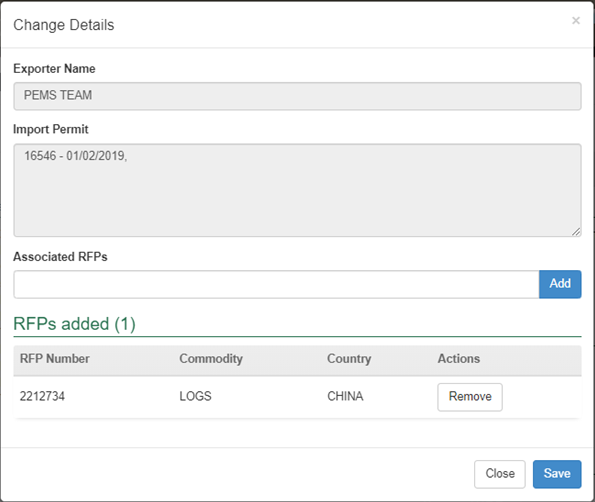 Change Details ×
Exporter Name
PEMS TEAM
Import Permit
16546 - 01/02/2019,
Associated RFPs
Add
RFPs added (1)
RFP Number Commodity Country Actions
2212734 LOGS CHINA Remove
Close Save